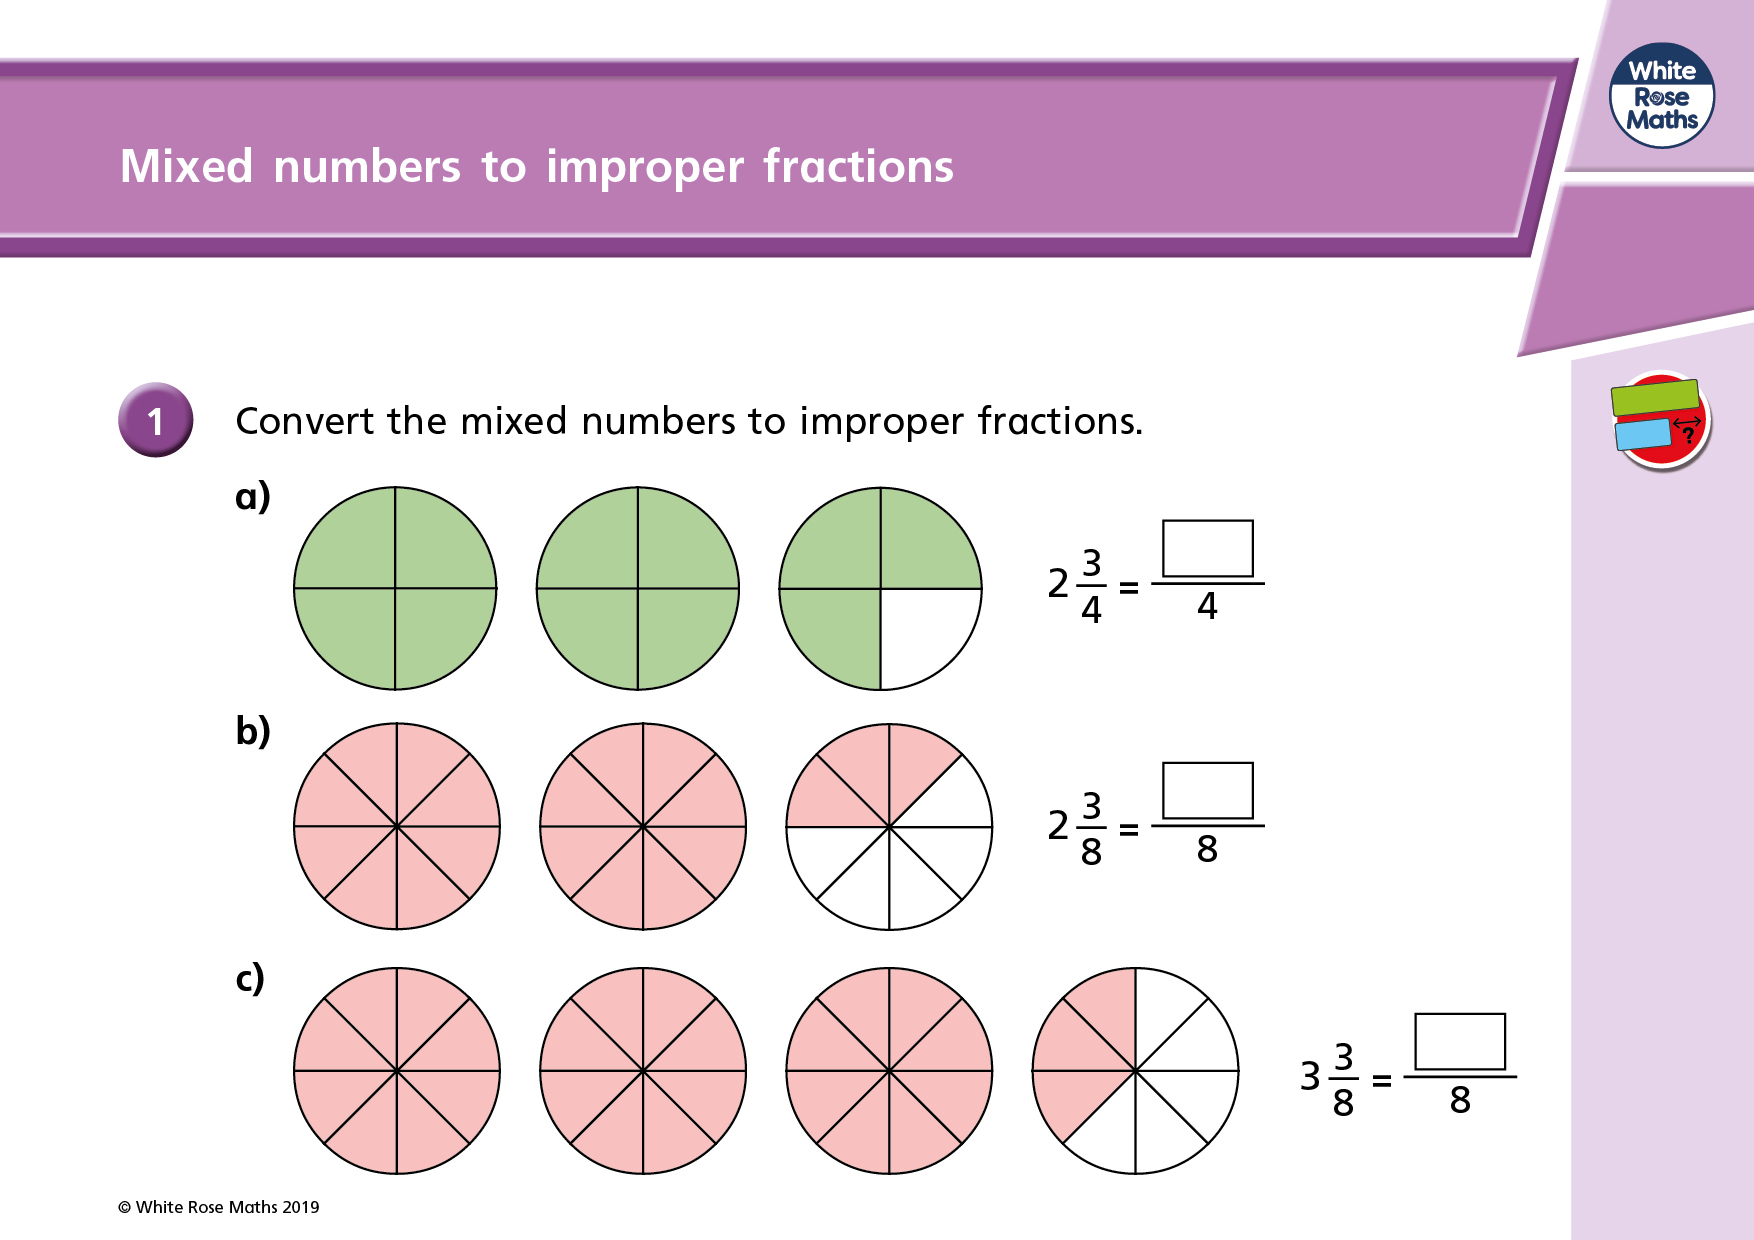 White
Rose
Maths
Mixed numbers to improper fractions
?
1 Convert the mixed numbers to improper fractions.
a)
2 3/4 = /4
b)
2 3/8 = /8
c)
3 3/8 = /8
© White Rose Maths 2019